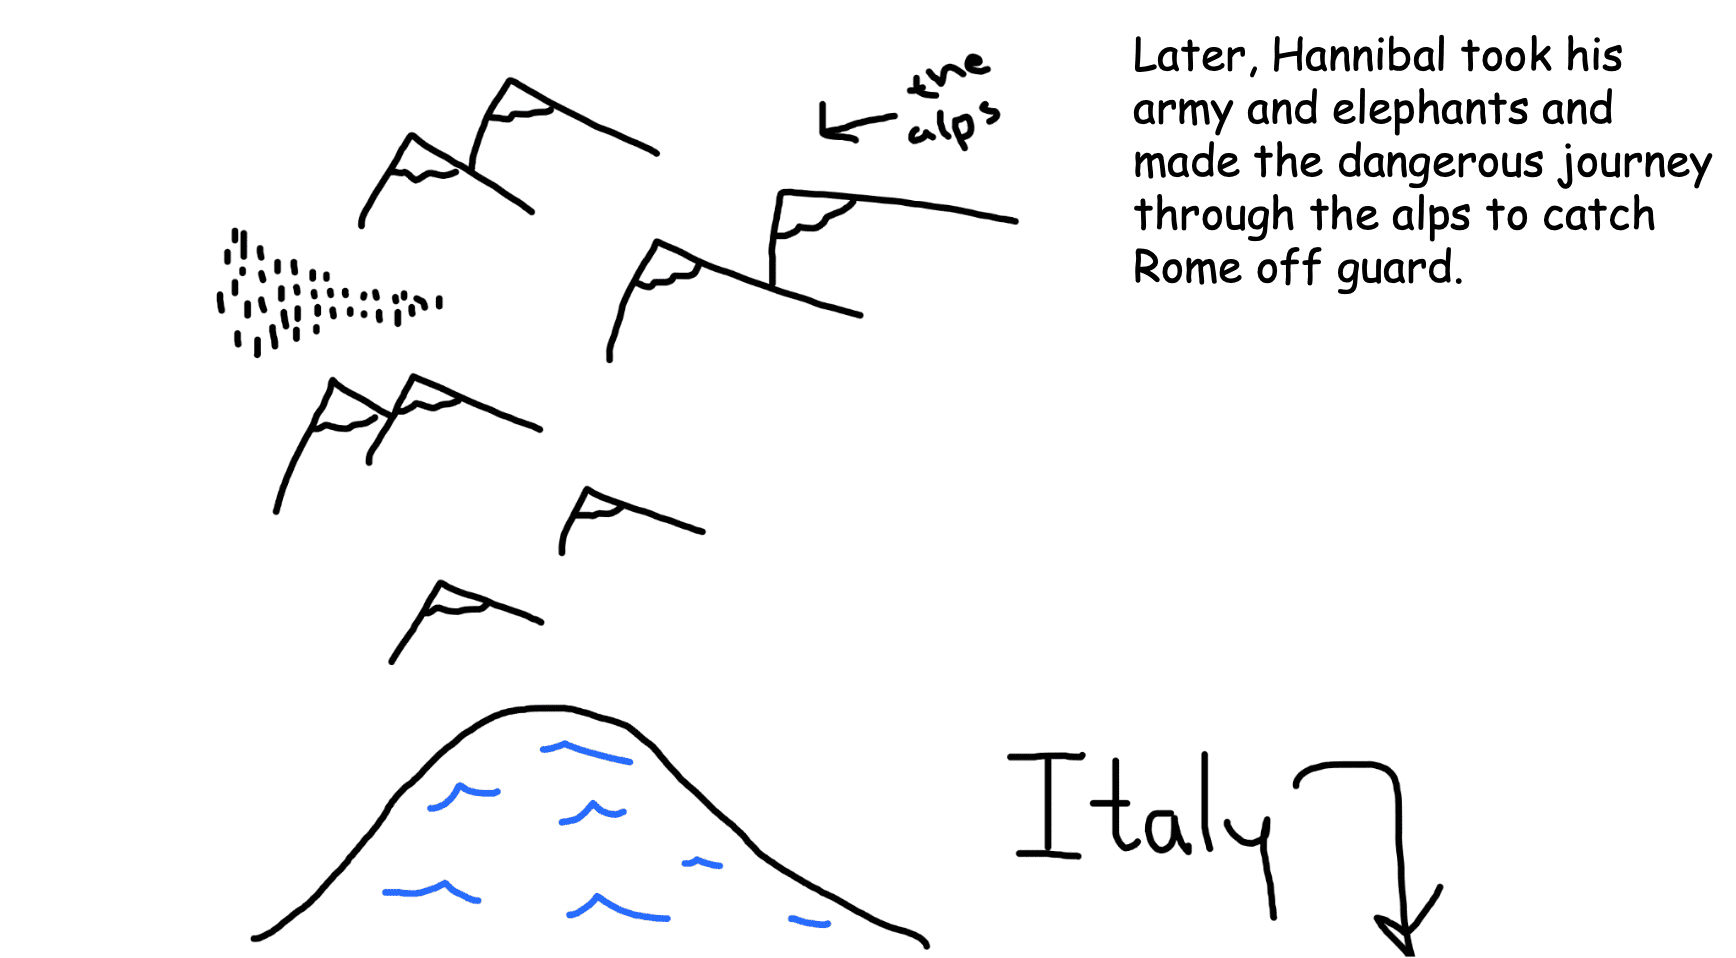 the
alps
Later, Hannibal took his
army and elephants and
made the dangerous journey
through the alps to catch
Rome off guard.
Italy